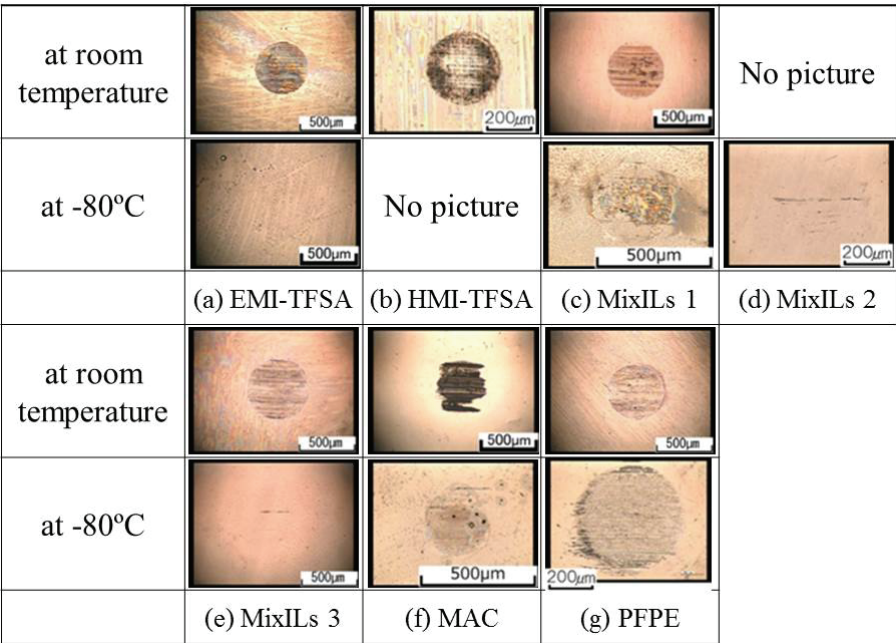 at room
temperature
500μm
200μm
500μm
No picture
at -80ºC
500μm
No picture
500μm
200μm
(a) EMI-TFSA
(b) HMI-TFSA
(c) MixILs 1
(d) MixILs 2
at room
temperature
500μm
500μm
500μm
at -80ºC
500μm
500μm
200μm
(e) MixILs 3
(f) MAC
(g) PFPE